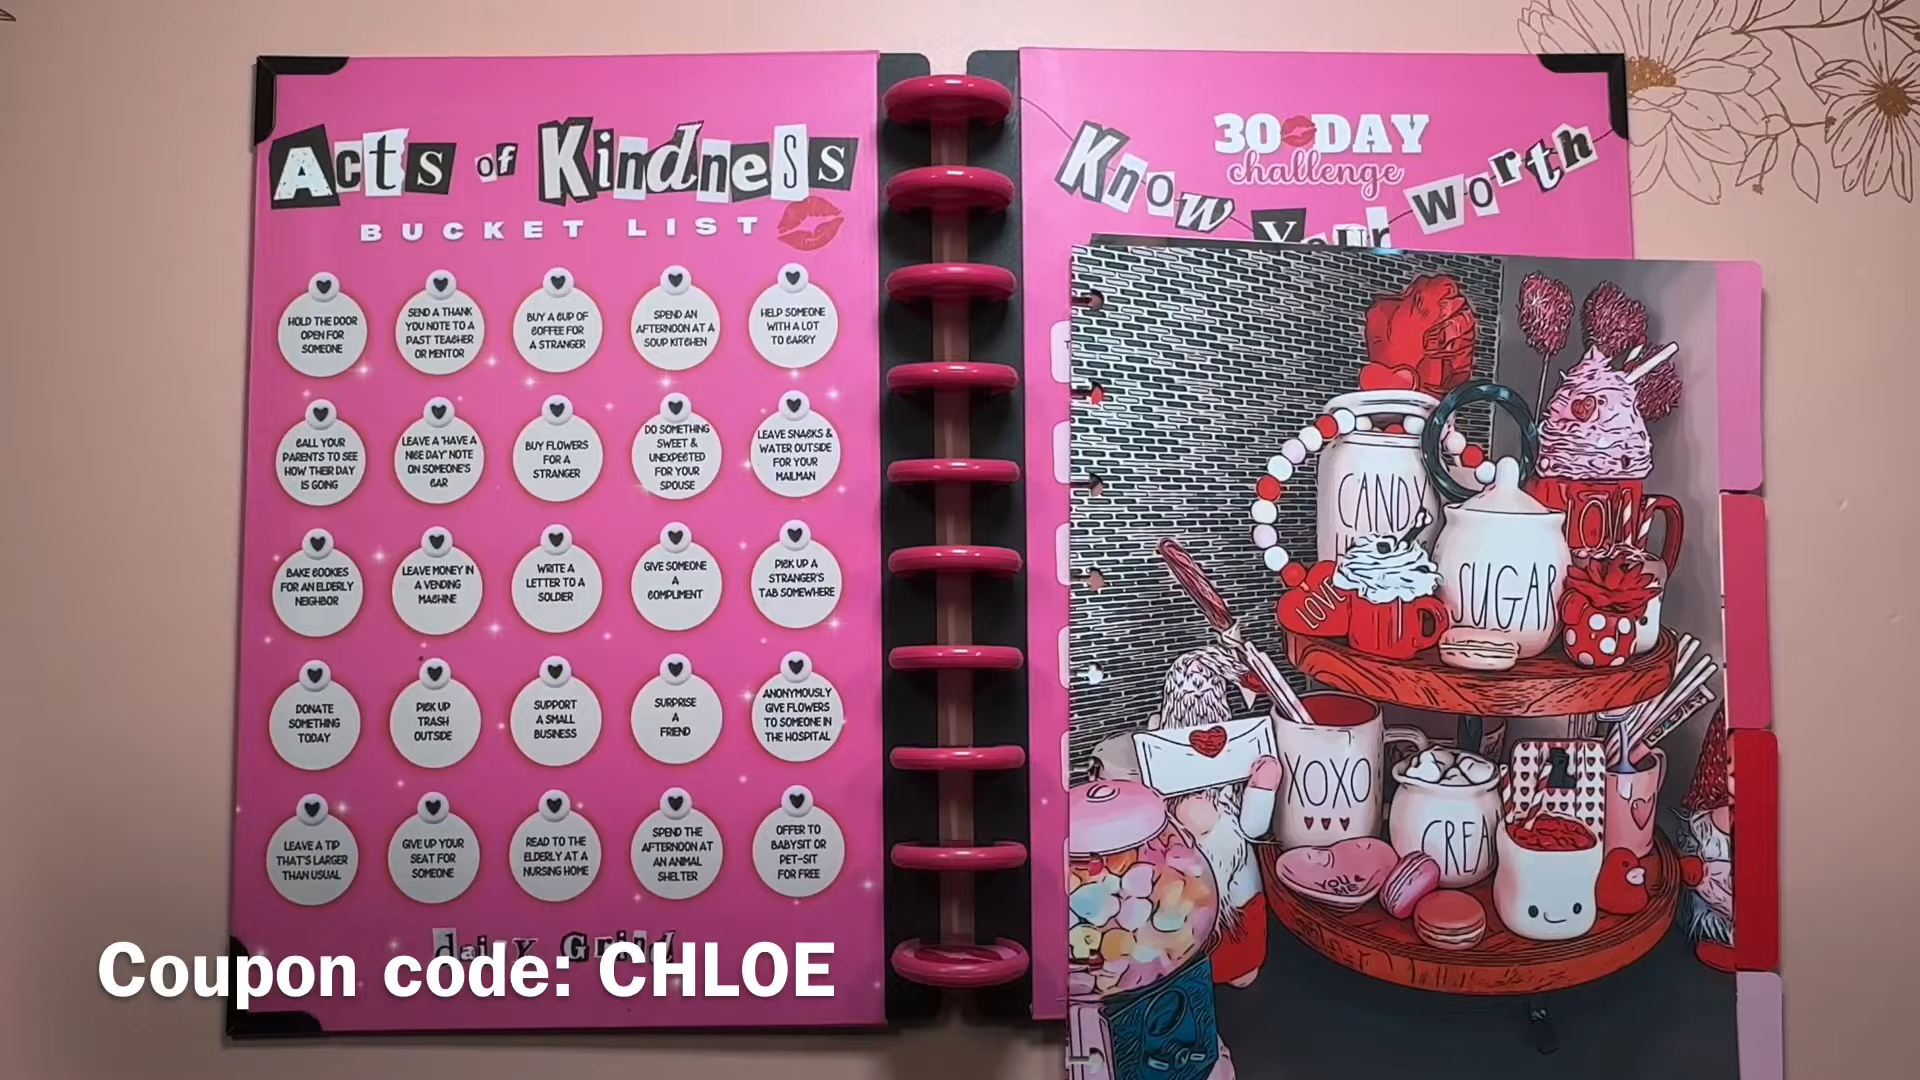 Acts of Kindness
BUCKET LIST
HOLD THE DOOR
OPEN FOR
SOMEONE
SEND A THANK
YOU NOTE TO A
PAST TEACHER
OR MENTOR
BUY A CUP OF
COFFEE FOR
A STRANGER
SPEND AN
AFTERNOON AT A
SOUP KITCHEN
HELP SOMEONE
WITH A LOT
TO CARRY
CALL YOUR
PARENTS TO SEE
HOW THEIR DAY
IS GOING
LEAVE A 'HAVE A
NICE DAY' NOTE
ON SOMEONE'S
CAR
BUY FLOWERS
FOR A
STRANGER
DO SOMETHING
SWEET &
UNEXPECTED
FOR YOUR
SPOUSE
LEAVE SNACKS &
WATER OUTSIDE
FOR YOUR
MAILMAN
BAKE COOKIES
FOR AN ELDERLY
NEIGHBOR
LEAVE MONEY IN
A VENDING
MACHINE
WRITE A
LETTER TO A
SOLDIER
GIVE SOMEONE
A
COMPLIMENT
PICK UP A
STRANGER'S
TAB SOMEWHERE
DONATE
SOMETHING
TODAY
PICK UP
TRASH
OUTSIDE
SUPPORT
A SMALL
BUSINESS
SURPRISE
A
FRIEND
ANONYMOUSLY
GIVE FLOWERS
TO SOMEONE IN
THE HOSPITAL
LEAVE A TIP
THAT'S LARGER
THAN USUAL
GIVE UP YOUR
SEAT FOR
SOMEONE
READ TO THE
ELDERLY AT A
NURSING HOME
SPEND THE
AFTERNOON AT
AN ANIMAL
SHELTER
OFFER TO
BABYSIT OR
PET-SIT
FOR FREE
daily Grind
Coupon code: CHLOE
30 DAY
challenge
Know Your Worth
CANDY
LOVE
SUGAR
LOVE
XOXO
CREA
YOU &
ME